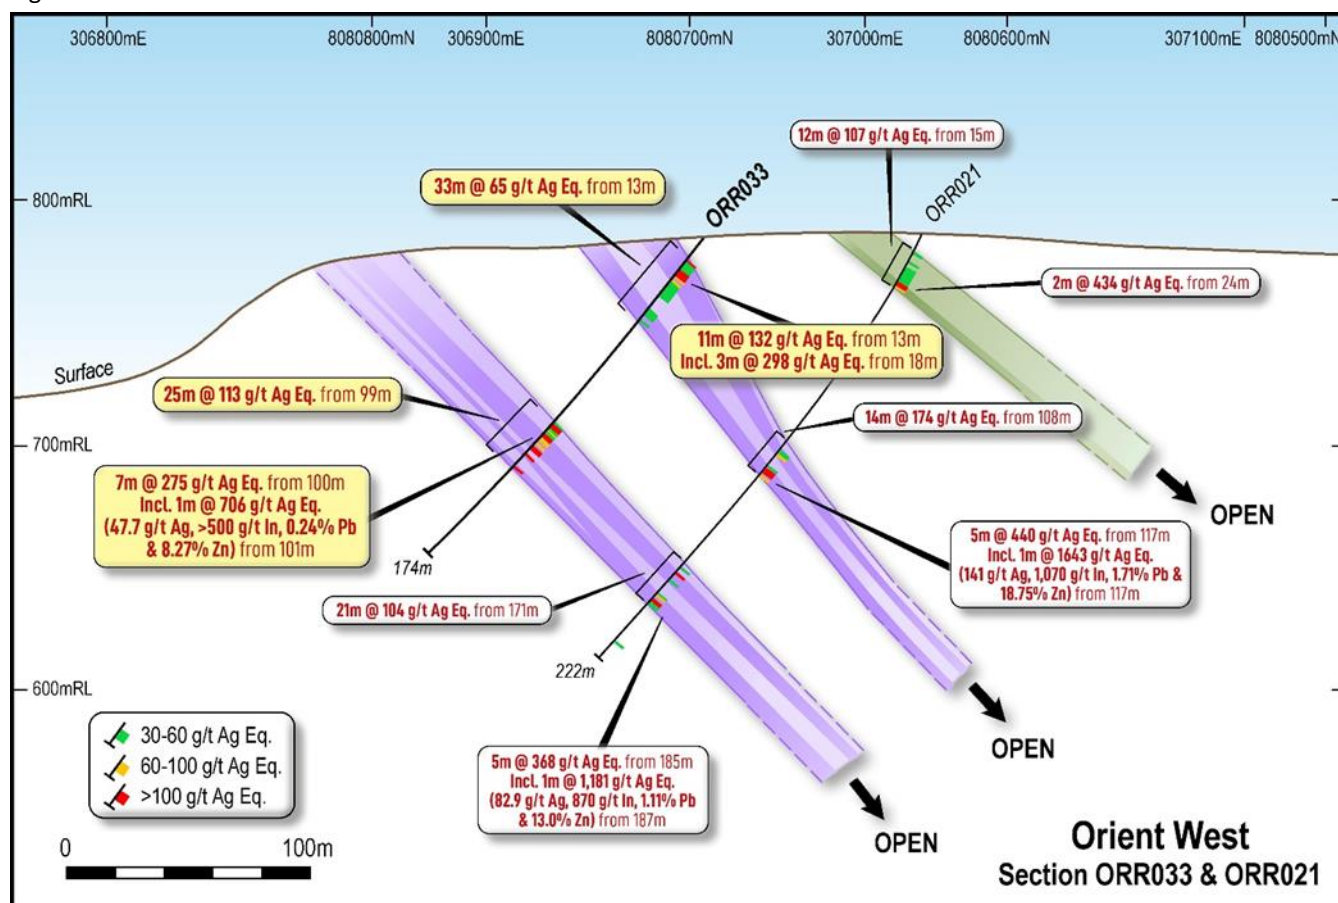 306800mE
8080800mN
306900mE
8080700mN
307000mE
8080600mN
307100mE
8080500mN
12m @ 107 g/t Ag Eq. from 15m
800mRL
33m @ 65 g/t Ag Eq. from 13m
ORR033
ORR021
2m @ 434 g/t Ag Eq. from 24m
11m @ 132 g/t Ag Eq. from 13m
Incl. 3m @ 298 g/t Ag Eq. from 18m
Surface
25m @ 113 g/t Ag Eq. from 99m
14m @ 174 g/t Ag Eq. from 108m
700mRL
7m @ 275 g/t Ag Eq. from 100m
Incl. 1m @ 706 g/t Ag Eq.
(47.7 g/t Ag, >500 g/t In, 0.24% Pb
& 8.27% Zn) from 101m
OPEN
5m @ 440 g/t Ag Eq. from 117m
Incl. 1m @ 1643 g/t Ag Eq.
(141 g/t Ag, 1,070 g/t In, 1.71% Pb &
18.75% Zn) from 117m
174m
21m @ 104 g/t Ag Eq. from 171m
222m
600mRL
OPEN
30-60 g/t Ag Eq.
60-100 g/t Ag Eq.
>100 g/t Ag Eq.
5m @ 368 g/t Ag Eq. from 185m
Incl. 1m @ 1,181 g/t Ag Eq.
(82.9 g/t Ag, 870 g/t In, 1.11% Pb
& 13.0% Zn) from 187m
OPEN
0 100m
Orient West
Section ORR033 & ORR021